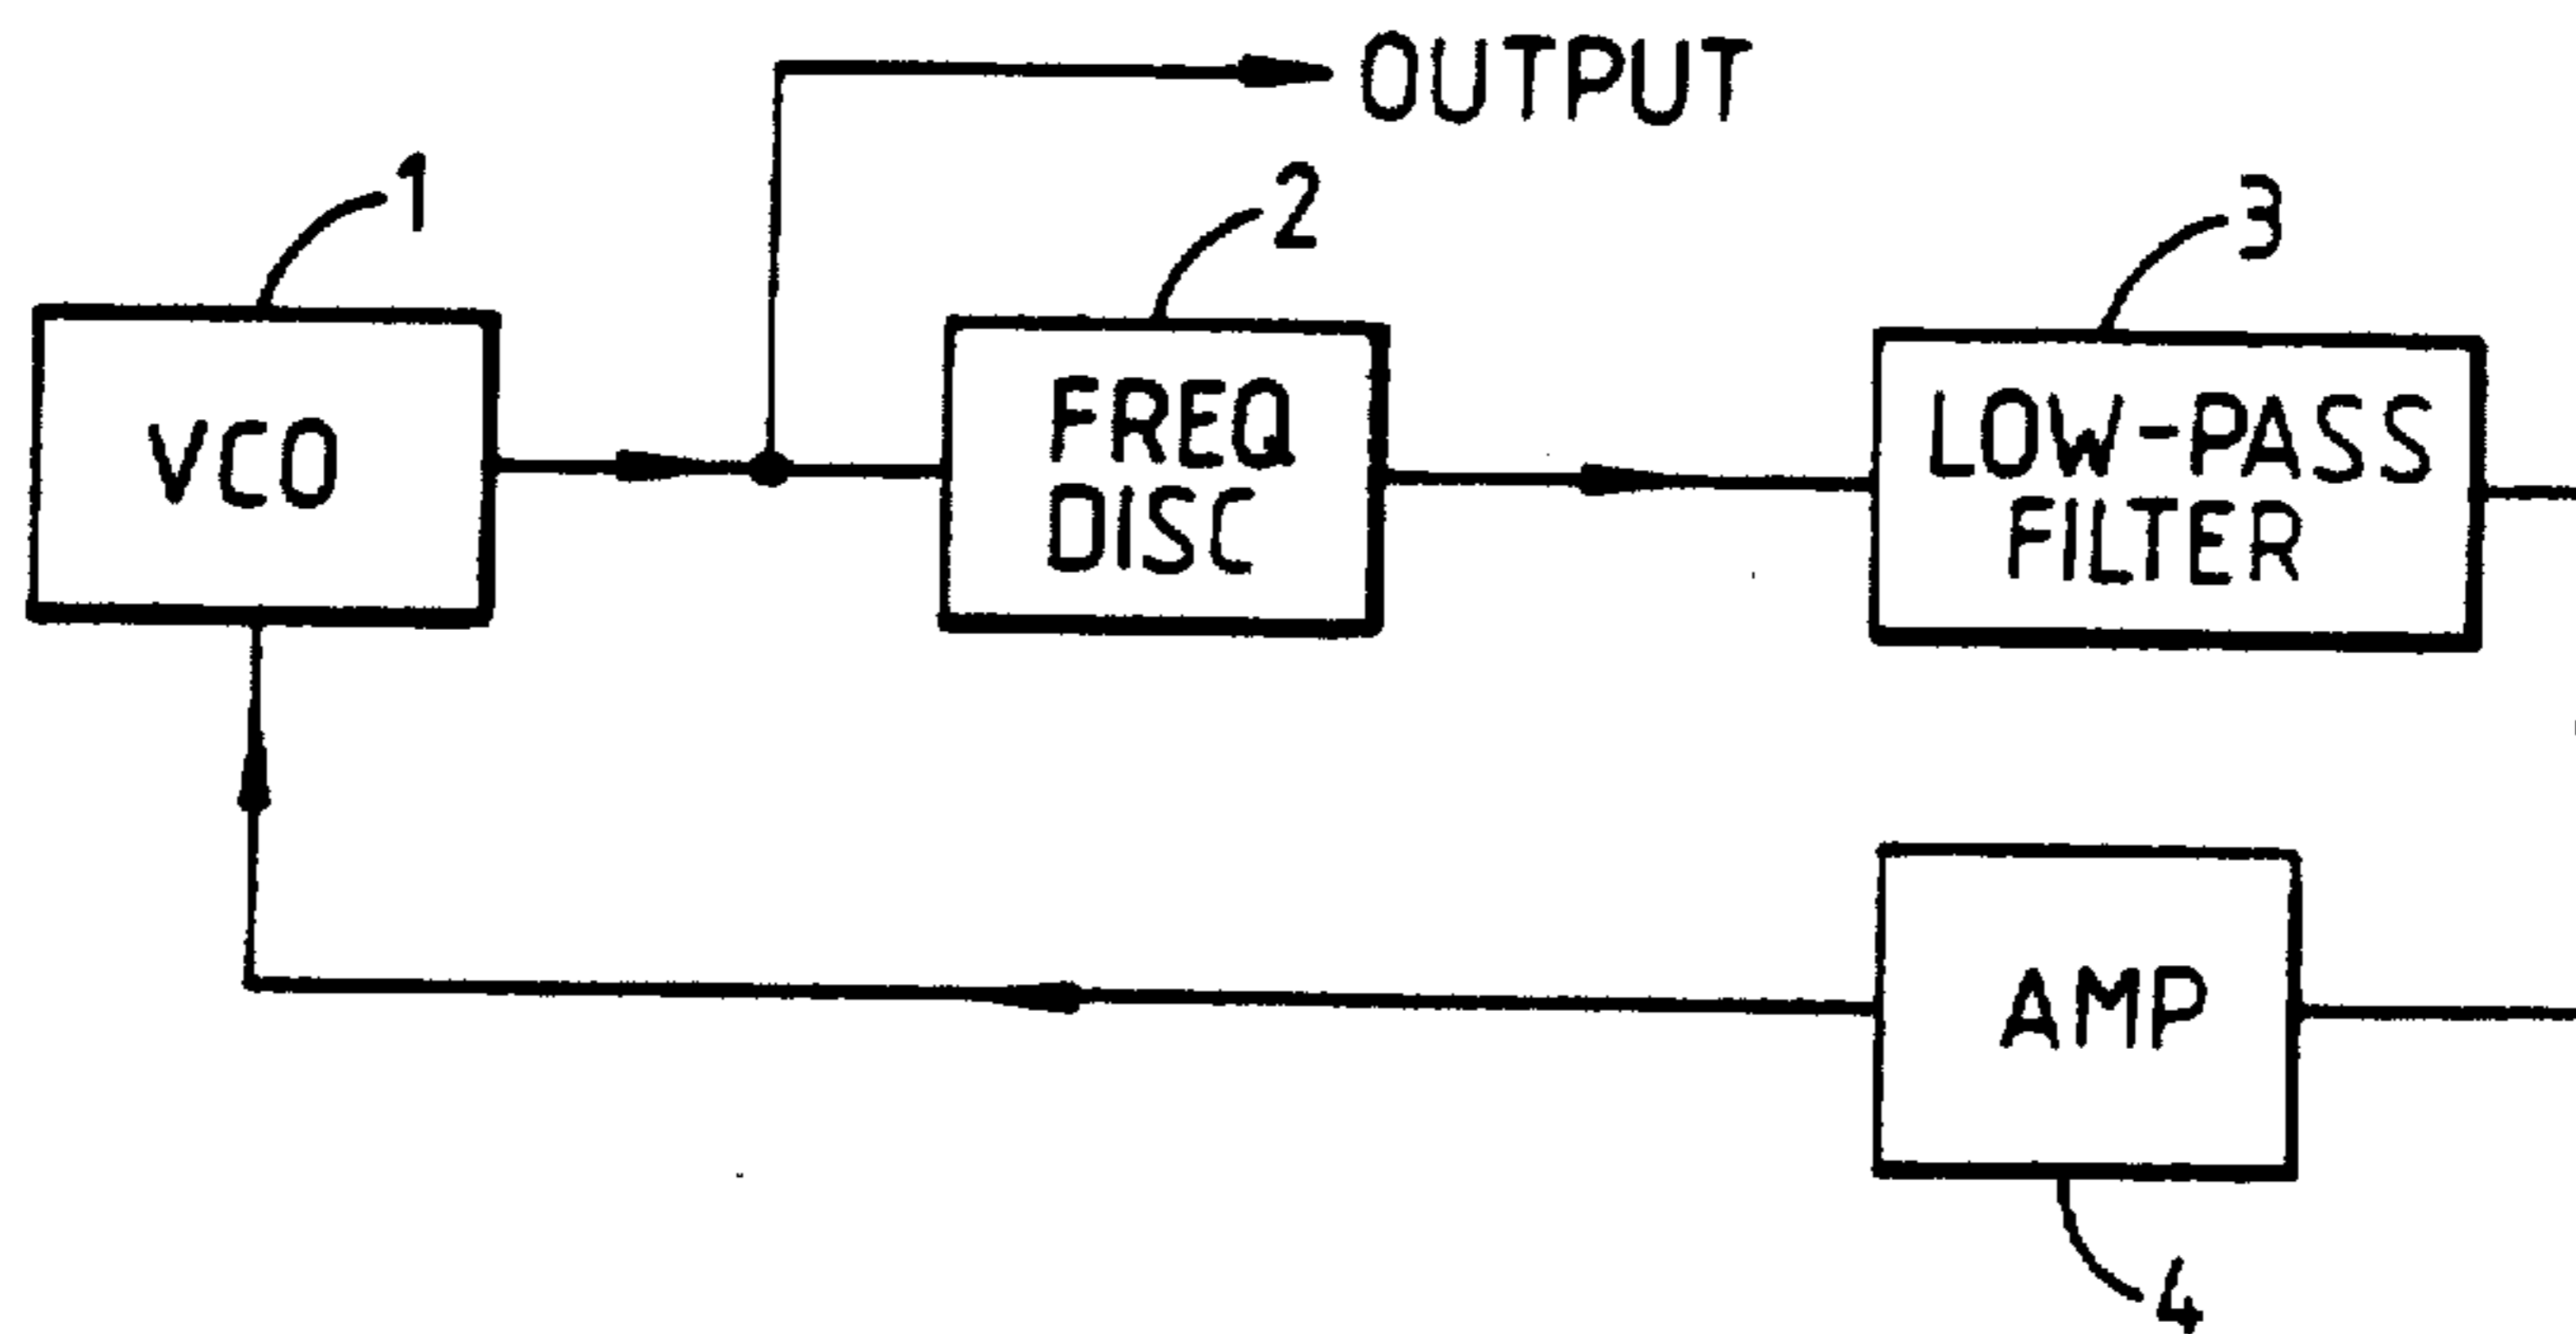 OUTPUT
1
2
3
VCO
FREQ
DISC
LOW-PASS
FILTER
AMP
4